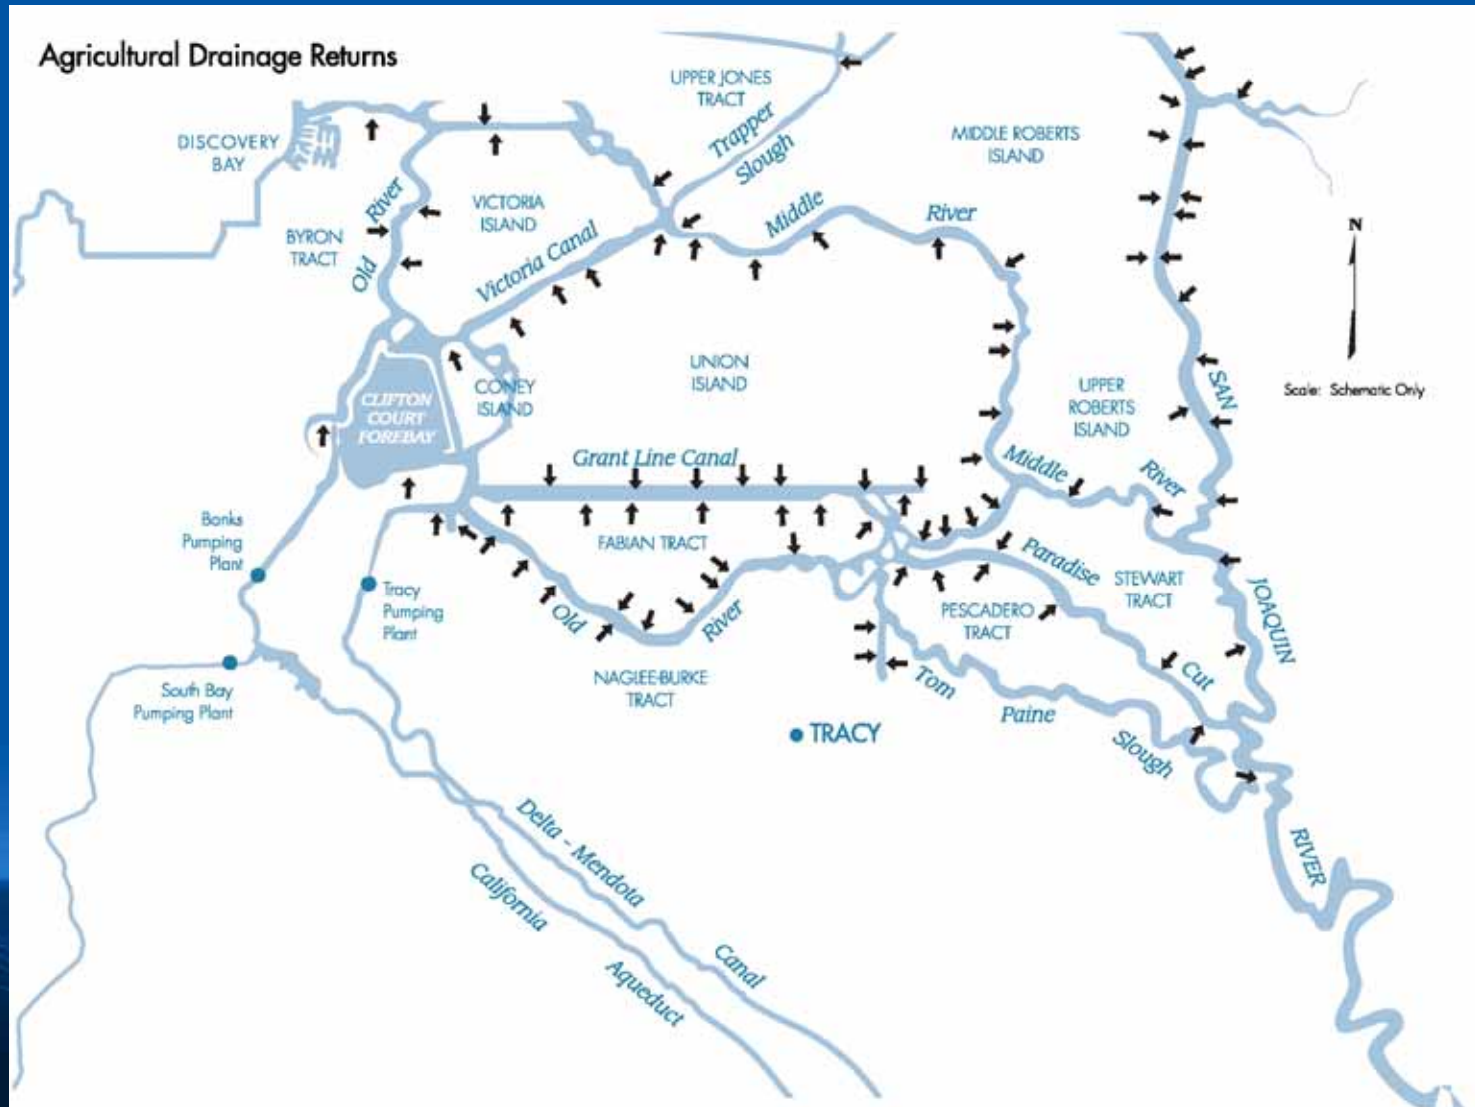 Agricultural Drainage Returns
UPPER JONES
TRACT
Trapper
Slough
DISCOVERY
BAY
MIDDLE ROBERTS
ISLAND
VICTORIA
ISLAND
Old
River
BYRON
TRACT
Victoria Canal
Middle
River
N
Scale: Schematic Only
UNION
ISLAND
CONEY
ISLAND
CLIFTON
COURT
FOREBAY
UPPER
ROBERTS
ISLAND
SAN
JOAQUIN
RIVER
Grant Line Canal
Middle
River
Banks
Pumping
Plant
FABIAN TRACT
Paradise
Cut
STEWART
TRACT
PESCADERO
TRACT
Tracy
Pumping
Plant
Old
River
South Bay
Pumping Plant
NAGLEE-BURKE
TRACT
Tom
Paine
Slough
TRACY
Delta - Mendota
Canal
California
Aqueduct